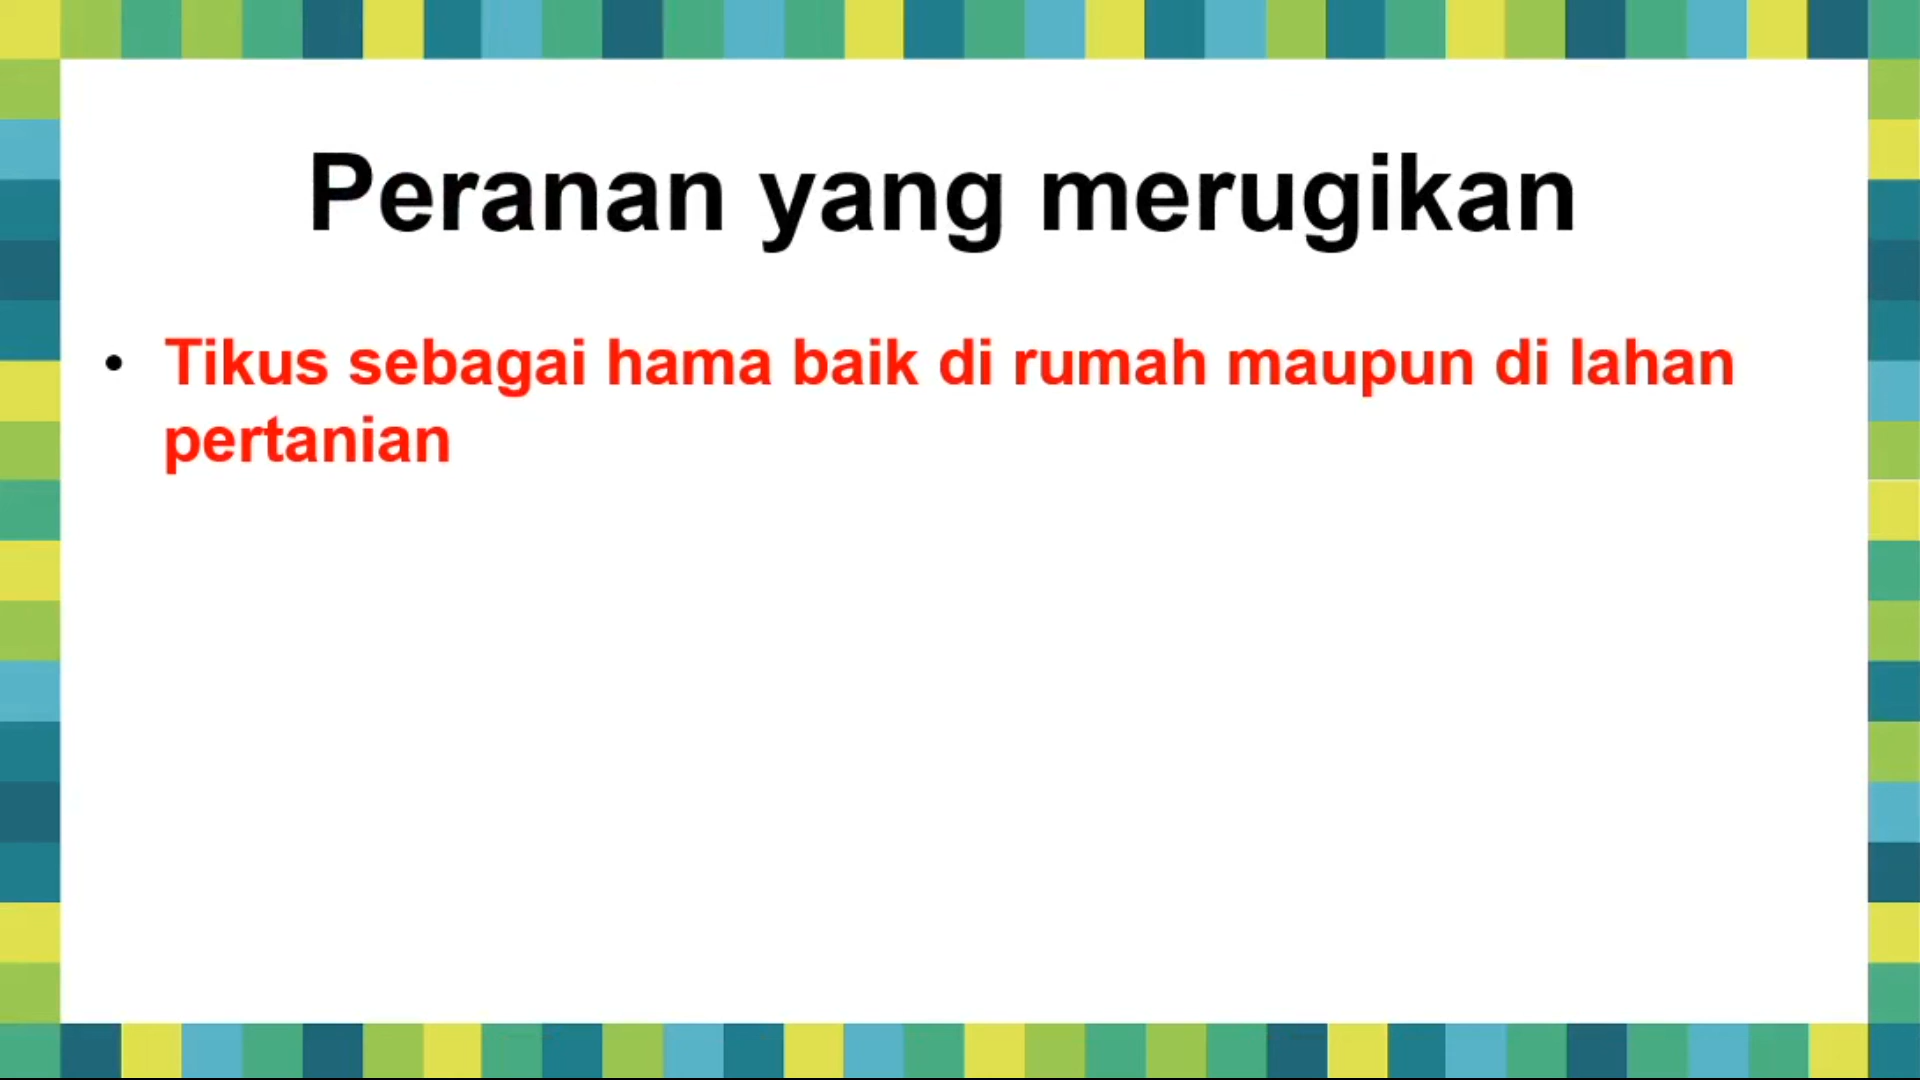 Peranan yang merugikan
• Tikus sebagai hama baik di rumah maupun di lahan
pertanian